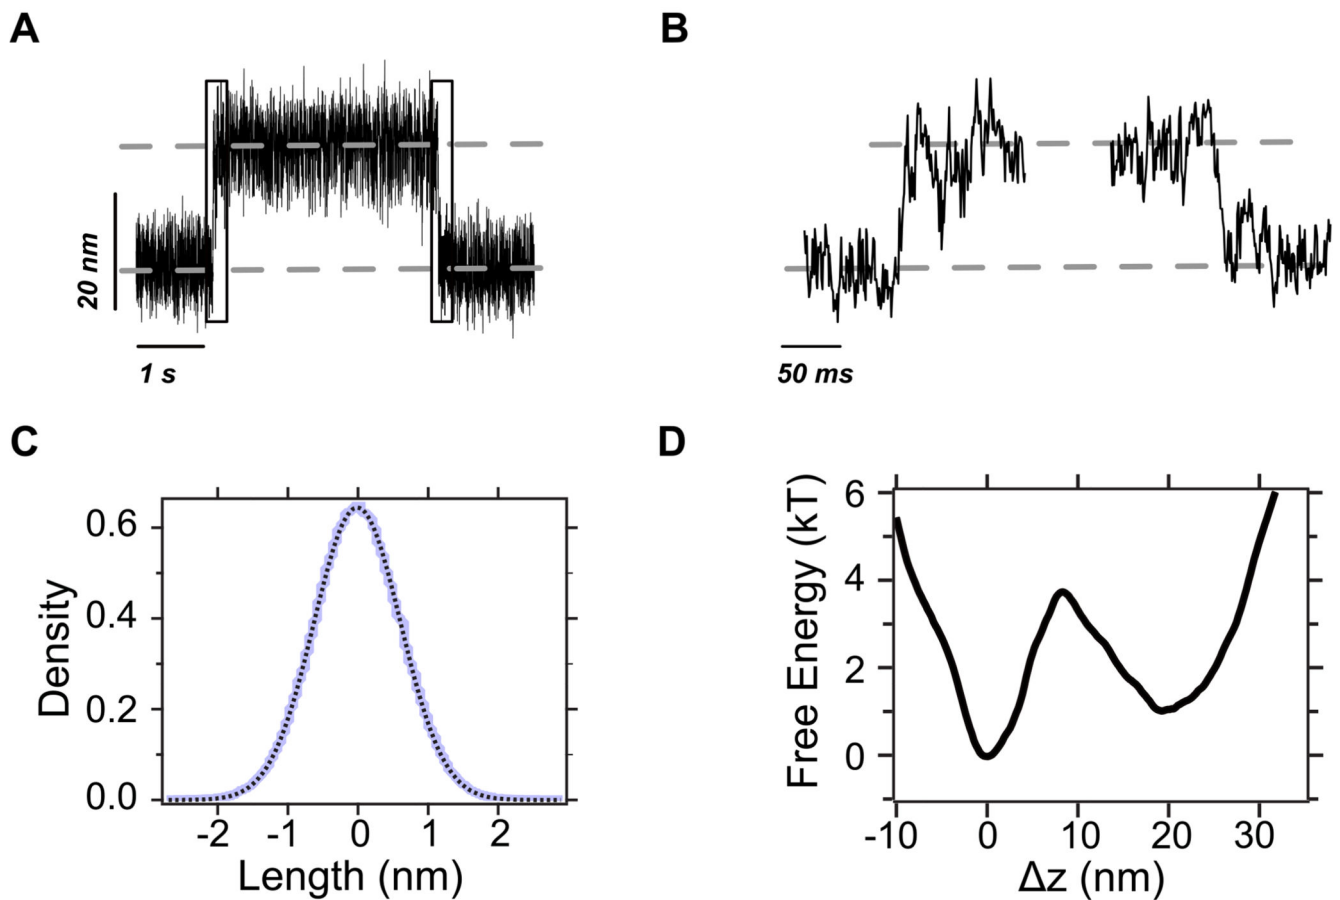 A
B
20 nm
1 s
50 ms
C
D
0.6
0.4
0.2
0.0
Density
-2 -1 0 1 2
Length (nm)
6
4
2
0
Free Energy (kT)
-10 0 10 20 30
Δz (nm)